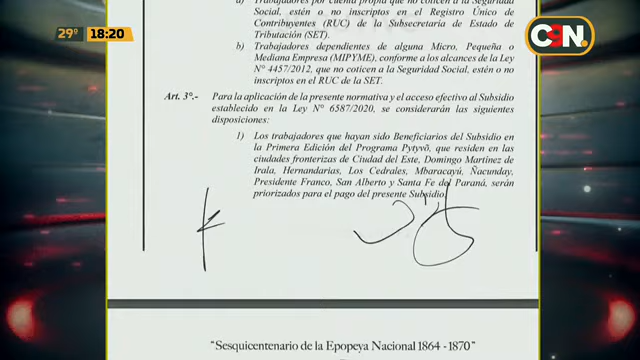 29º 18:20
C9N.
a) Trabajadores por cuenta propia que no coticen a la Seguridad
Social, estén o no inscriptos en el Registro Único de
Contribuyentes (RUC) de la Subsecretaria de Estado de
Tributación (SET).
b) Trabajadores dependientes de alguna Micro, Pequeña o
Mediana Empresa (MIPYME), conforme a los alcances de la Ley
N° 4457/2012, que no coticen a la Seguridad Social, estén o no
inscriptos en el RUC de la SET.
Art. 3°.- Para la aplicación de la presente normativa y el acceso efectivo al Subsidio
establecido en la Ley N° 6587/2020, se considerarán las siguientes
disposiciones:
1) Los trabajadores que hayan sido Beneficiarios del Subsidio en
la Primera Edición del Programa Pytyvõ, que residen en las
ciudades fronterizas de Ciudad del Este, Domingo Martínez de
Irala, Hernandarias, Los Cedrales, Mbaracayú, Ñacunday,
Presidente Franco, San Alberto y Santa Fe del Paraná, serán
priorizados para el pago del presente Subsidio.
"Sesquicentenario de la Epopeya Nacional 1864 -1870"